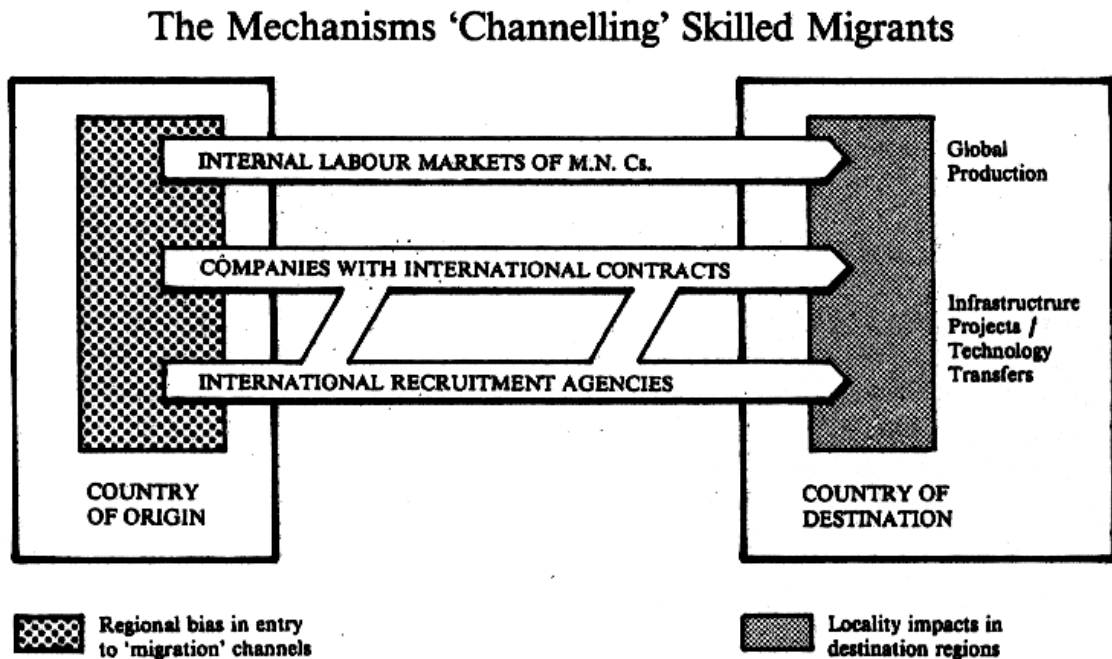 The Mechanisms ‘Channelling’ Skilled Migrants
INTERNAL LABOUR MARKETS OF M.N. Cs.
Global
Production
COMPANIES WITH INTERNATIONAL CONTRACTS
Infrastructrure
Projects /
Technology
Transfers
INTERNATIONAL RECRUITMENT AGENCIES
COUNTRY
OF ORIGIN
COUNTRY OF
DESTINATION
Regional bias in entry
to ‘migration’ channels
Locality impacts in
destination regions